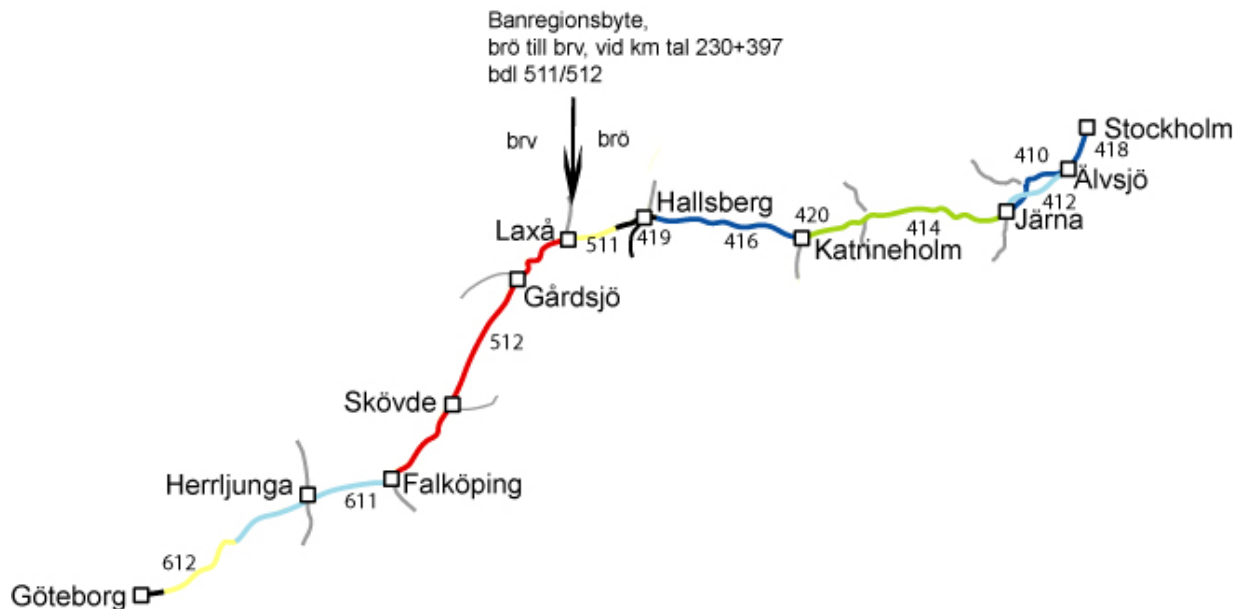 Banregionsbyte,
brö till brv, vid km tal 230+397
bdl 511/512
brv
brö
Stockholm
410
418
Älvsjö
412
Hallsberg
Järna
420
414
Laxå
511
419
416
Katrineholm
Gårdsjö
512
Skövde
Herrljunga
Falköping
611
612
Göteborg